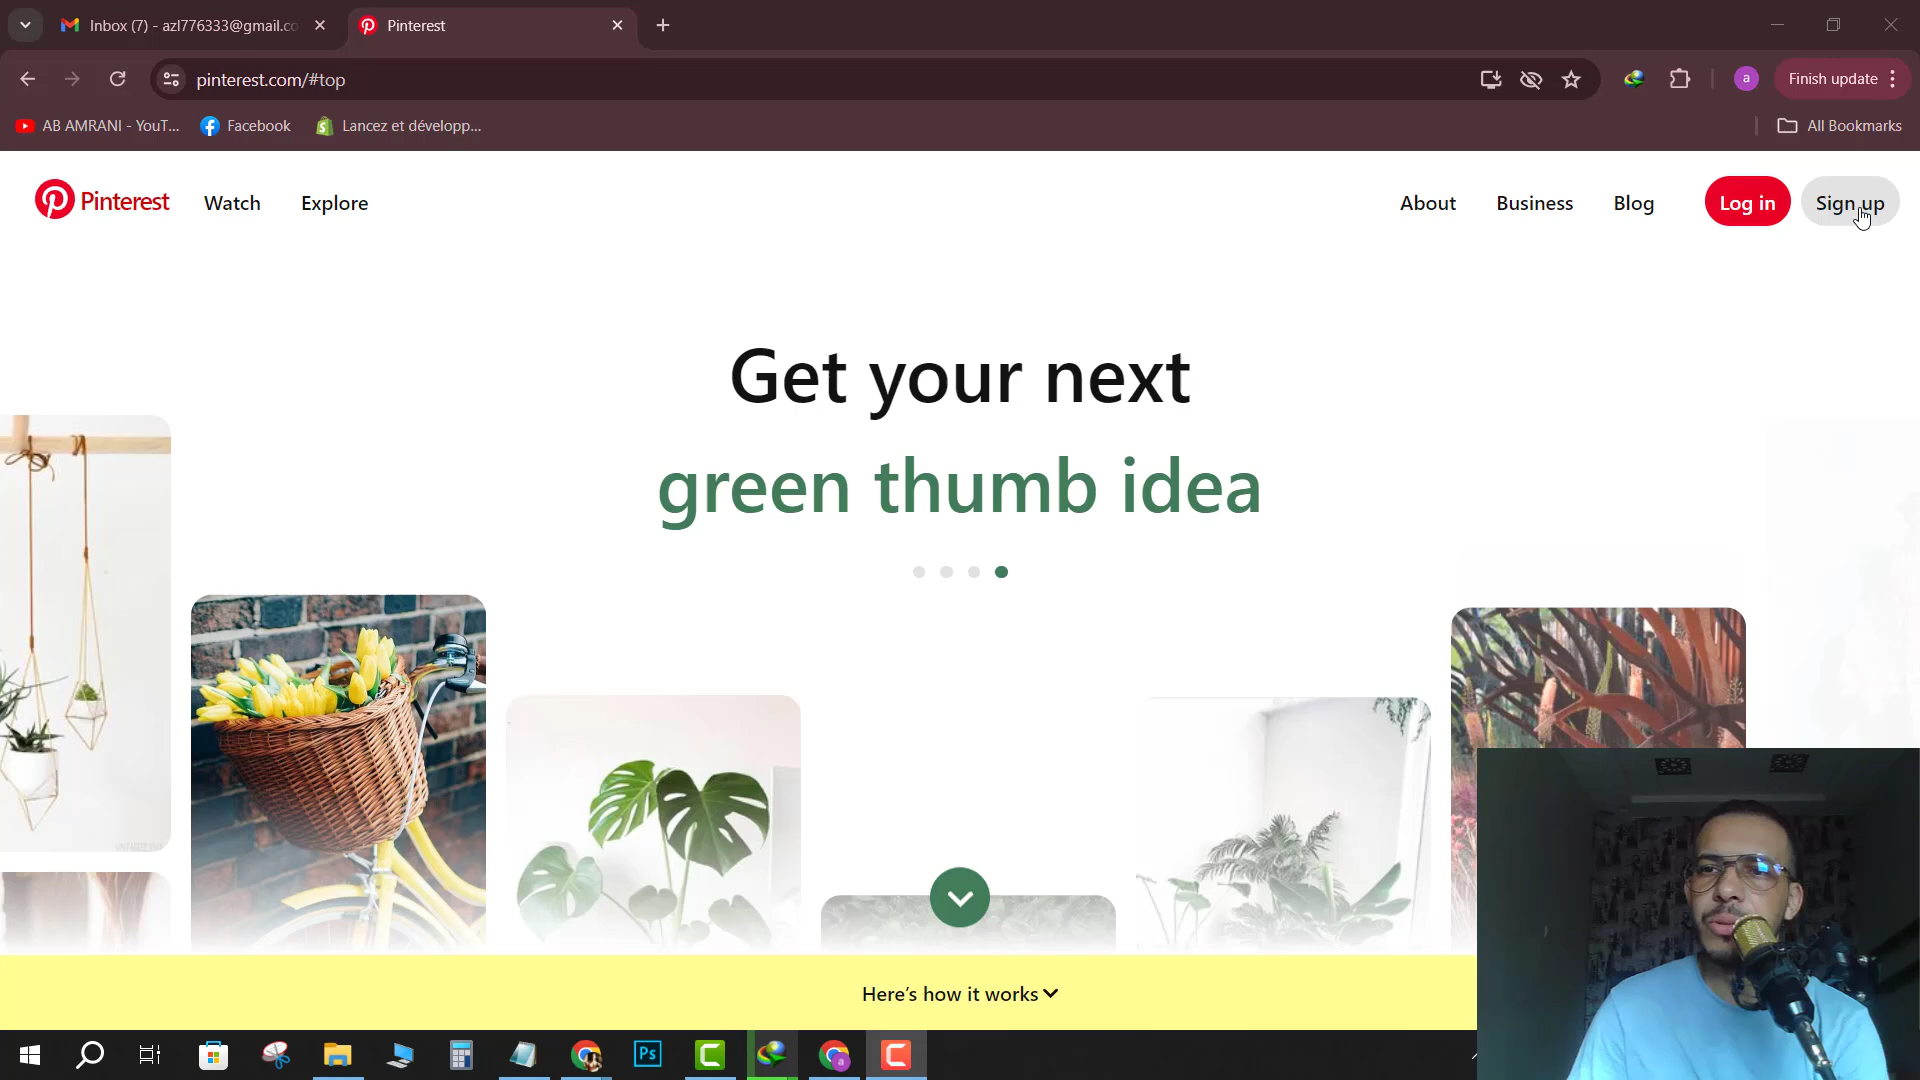 Inbox (7) - azl776333@gmail.co
Pinterest
pinterest.com/#top
a
Finish update
AB AMRANI - YouT...
Facebook
Lancez et développ...
All Bookmarks
Pinterest
Watch
Explore
About
Business
Blog
Log in
Sign up
Get your next
green thumb idea
Here's how it works
Ps
a